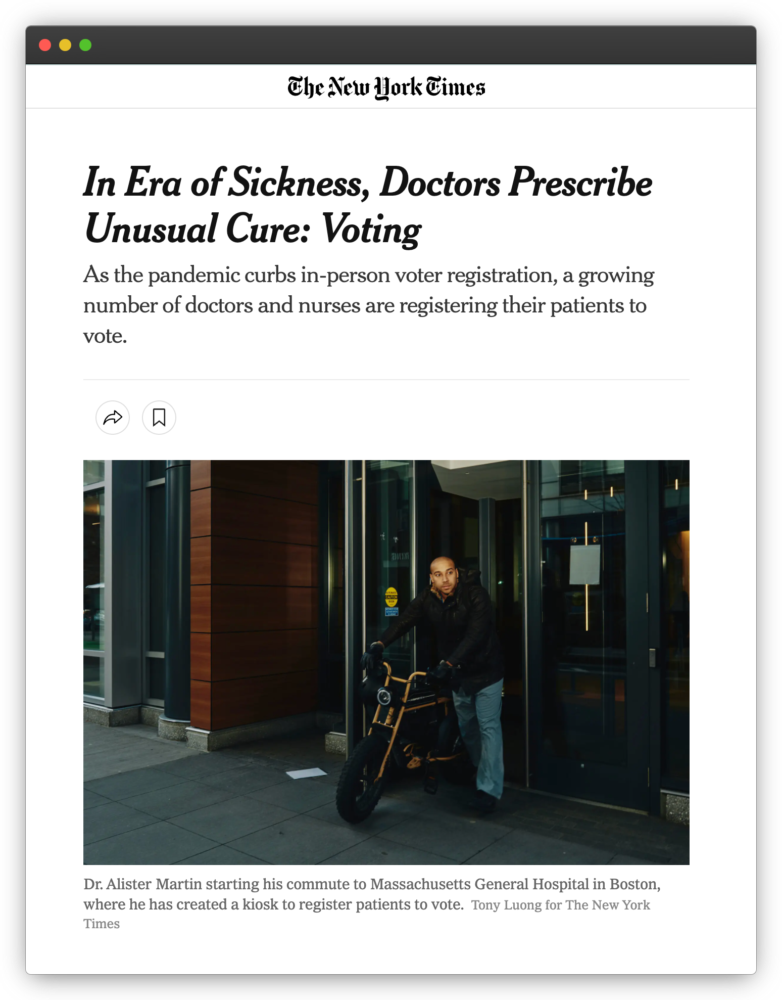 The New York Times
In Era of Sickness, Doctors Prescribe
Unusual Cure: Voting
As the pandemic curbs in-person voter registration, a growing
number of doctors and nurses are registering their patients to
vote.
AUTOMATIC
CAUTION
DOOR
Dr. Alister Martin starting his commute to Massachusetts General Hospital in Boston,
where he has created a kiosk to register patients to vote. Tony Luong for The New York
Times